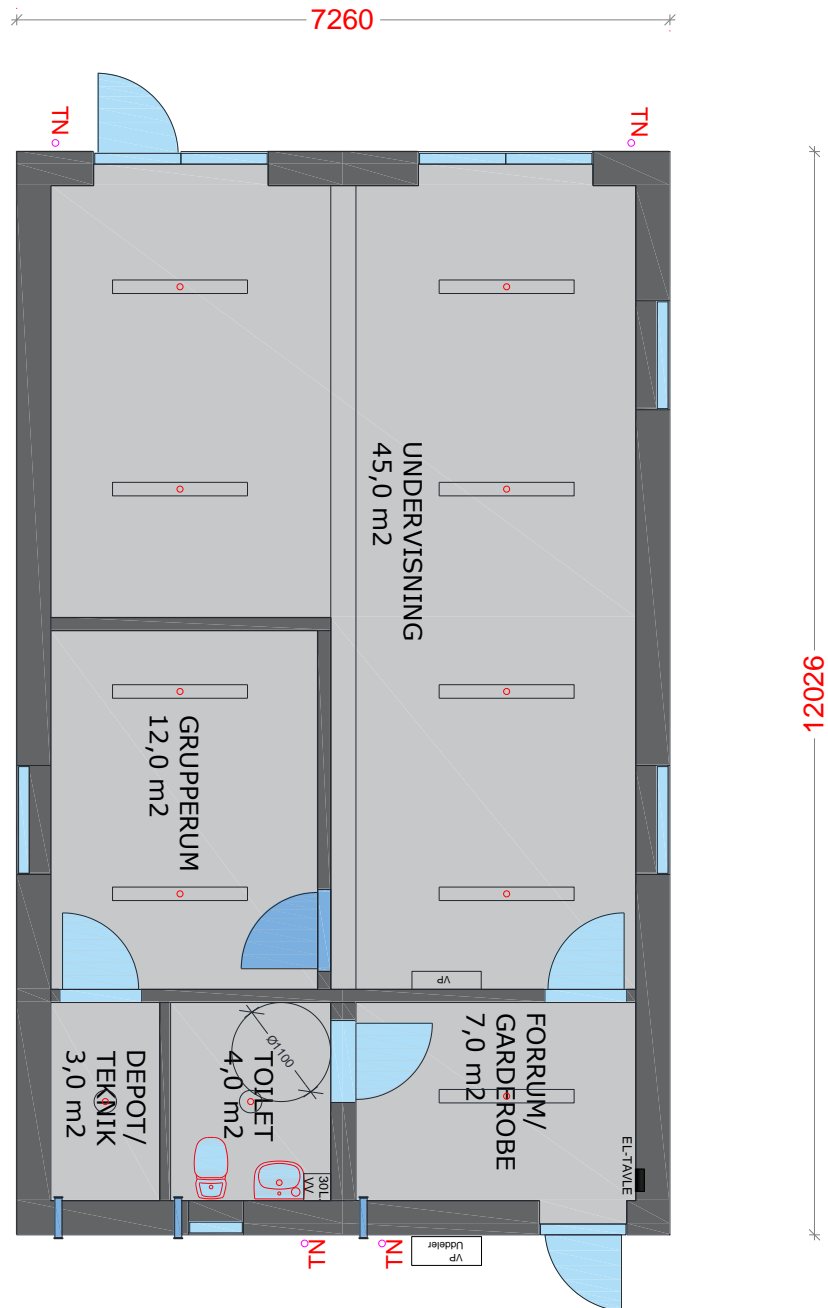 7260
TN
TN
UNDERVISNING
45,0 m2
12026
GRUPPERUM
12,0 m2
VP
FORRUM/
GARDEROBE
7,0 m2
Ø1100
TOILET
4,0 m2
DEPOT/
TEKNIK
3,0 m2
EL-TAVLE
30L
VV
TN
TN
VP
Uddeler